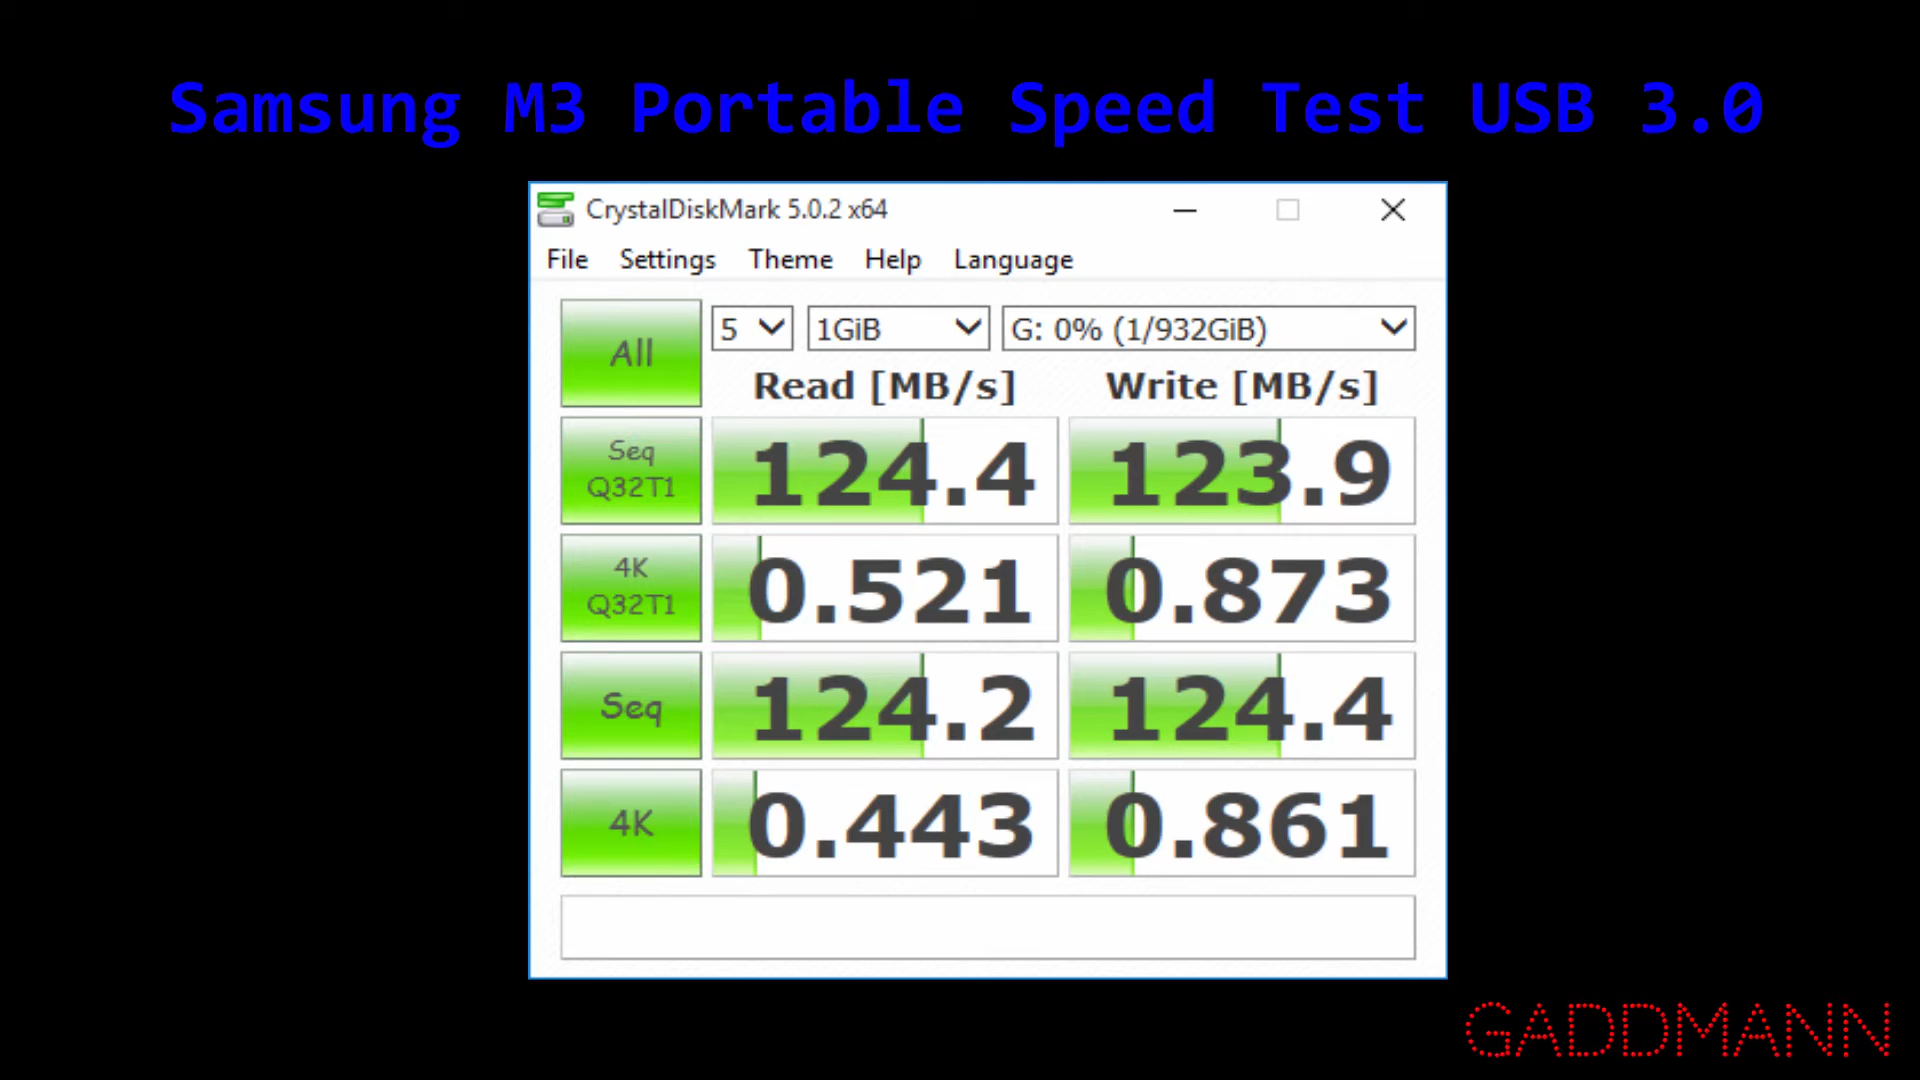 Samsung M3 Portable Speed Test USB 3.0
CrystalDiskMark 5.0.2 x64
File Settings Theme Help Language
All 5 1GiB G: 0% (1/932GiB)
Read [MB/s] Write [MB/s]
Seq Q32T1 124.4 123.9
4K Q32T1 0.521 0.873
Seq 124.2 124.4
4K 0.443 0.861
GADDMANN